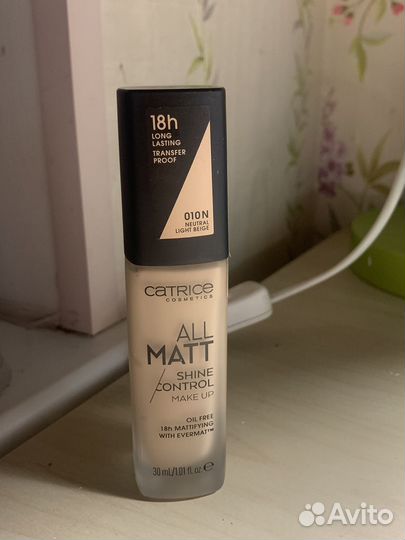 18h
LONG
LASTING
TRANSFER
PROOF
010N
NEUTRAL
LIGHT BEIGE
CATRICE
COSMETICS
ALL
MATT
SHINE
CONTROL
MAKE UP
OIL FREE
18h MATTIFYING
WITH EVERMAT™
30 mL/1.01 fl.oz.℮
Avito